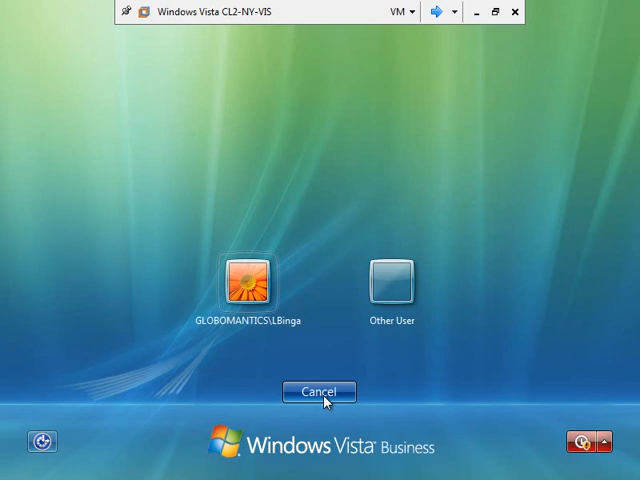 Windows Vista CL2-NY-VIS
VM
GLOBOMANTICS\LBinga
Other User
Cancel
Windows Vista Business